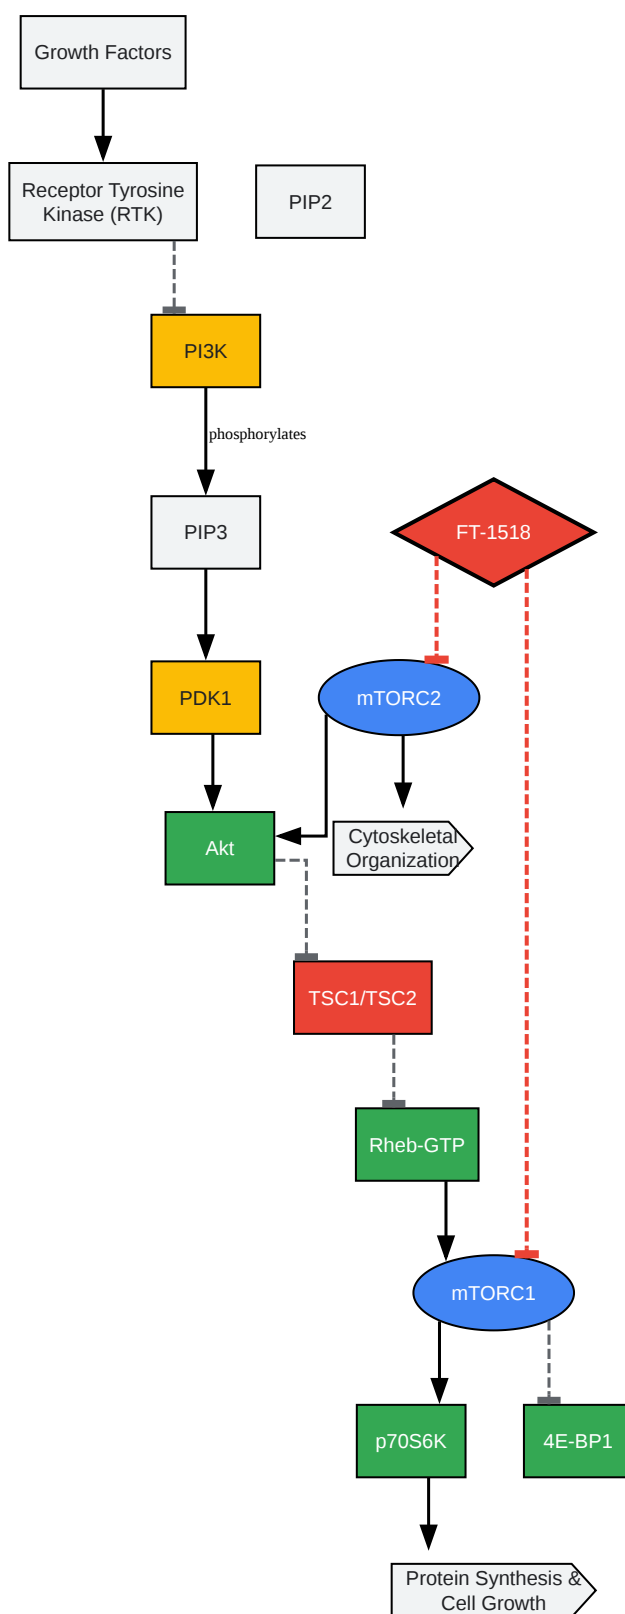 Growth Factors
Receptor Tyrosine
Kinase (RTK)
PIP2
PI3K
phosphorylates
PIP3
FT-1518
PDK1
mTORC2
Akt
Cytoskeletal
Organization
TSC1/TSC2
Rheb-GTP
mTORC1
p70S6K
4E-BP1
Protein Synthesis &
Cell Growth